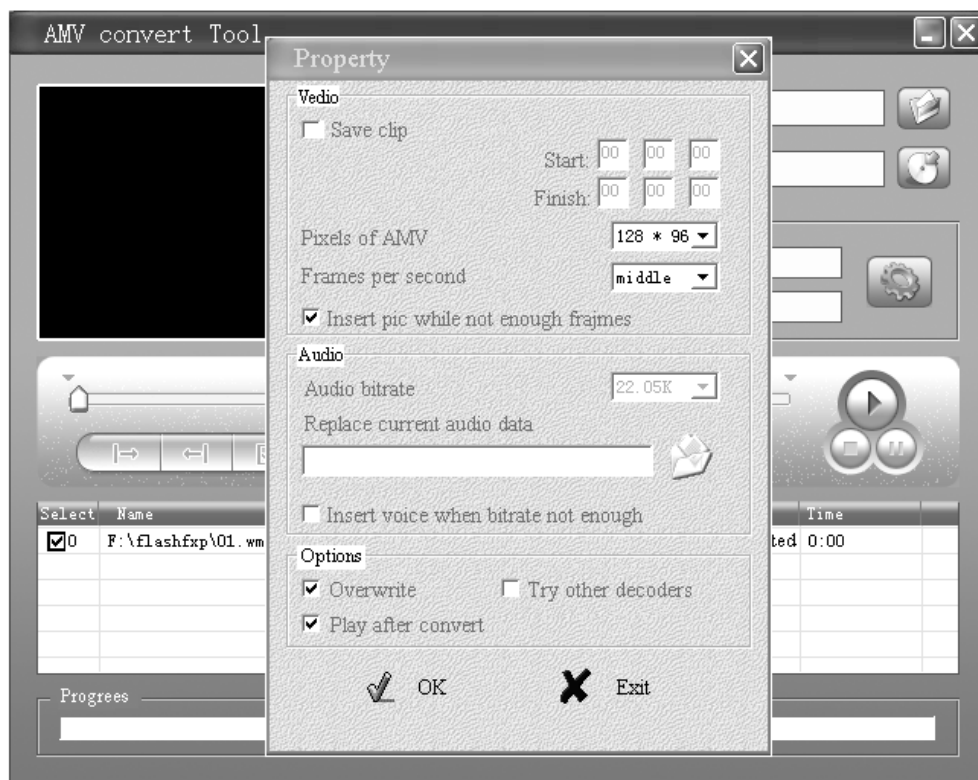 AMV convert Tool
Property
Vedio
Save clip
Start: 00 00 00
Finish: 00 00 00
Pixels of AMV 128 * 96
Frames per second middle
Insert pic while not enough frajmes
Audio
Audio bitrate 22.05K
Replace current audio data
Insert voice when bitrate not enough
Select Name Time
0 F:\flashfxp\01.wm ted 0:00
Options
Overwrite Try other decoders
Play after convert
OK Exit
Progrees